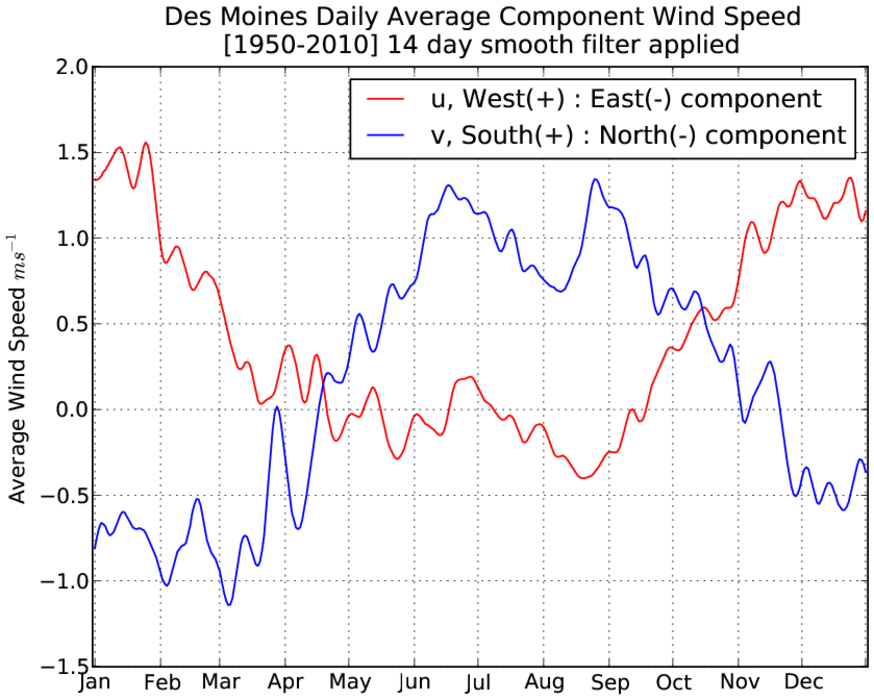 Des Moines Daily Average Component Wind Speed
[1950-2010] 14 day smooth filter applied
u, West(+) : East(-) component
v, South(+) : North(-) component
Average Wind Speed ms⁻¹
2.0
1.5
1.0
0.5
0.0
−0.5
−1.0
−1.5
Jan Feb Mar Apr May Jun Jul Aug Sep Oct Nov Dec